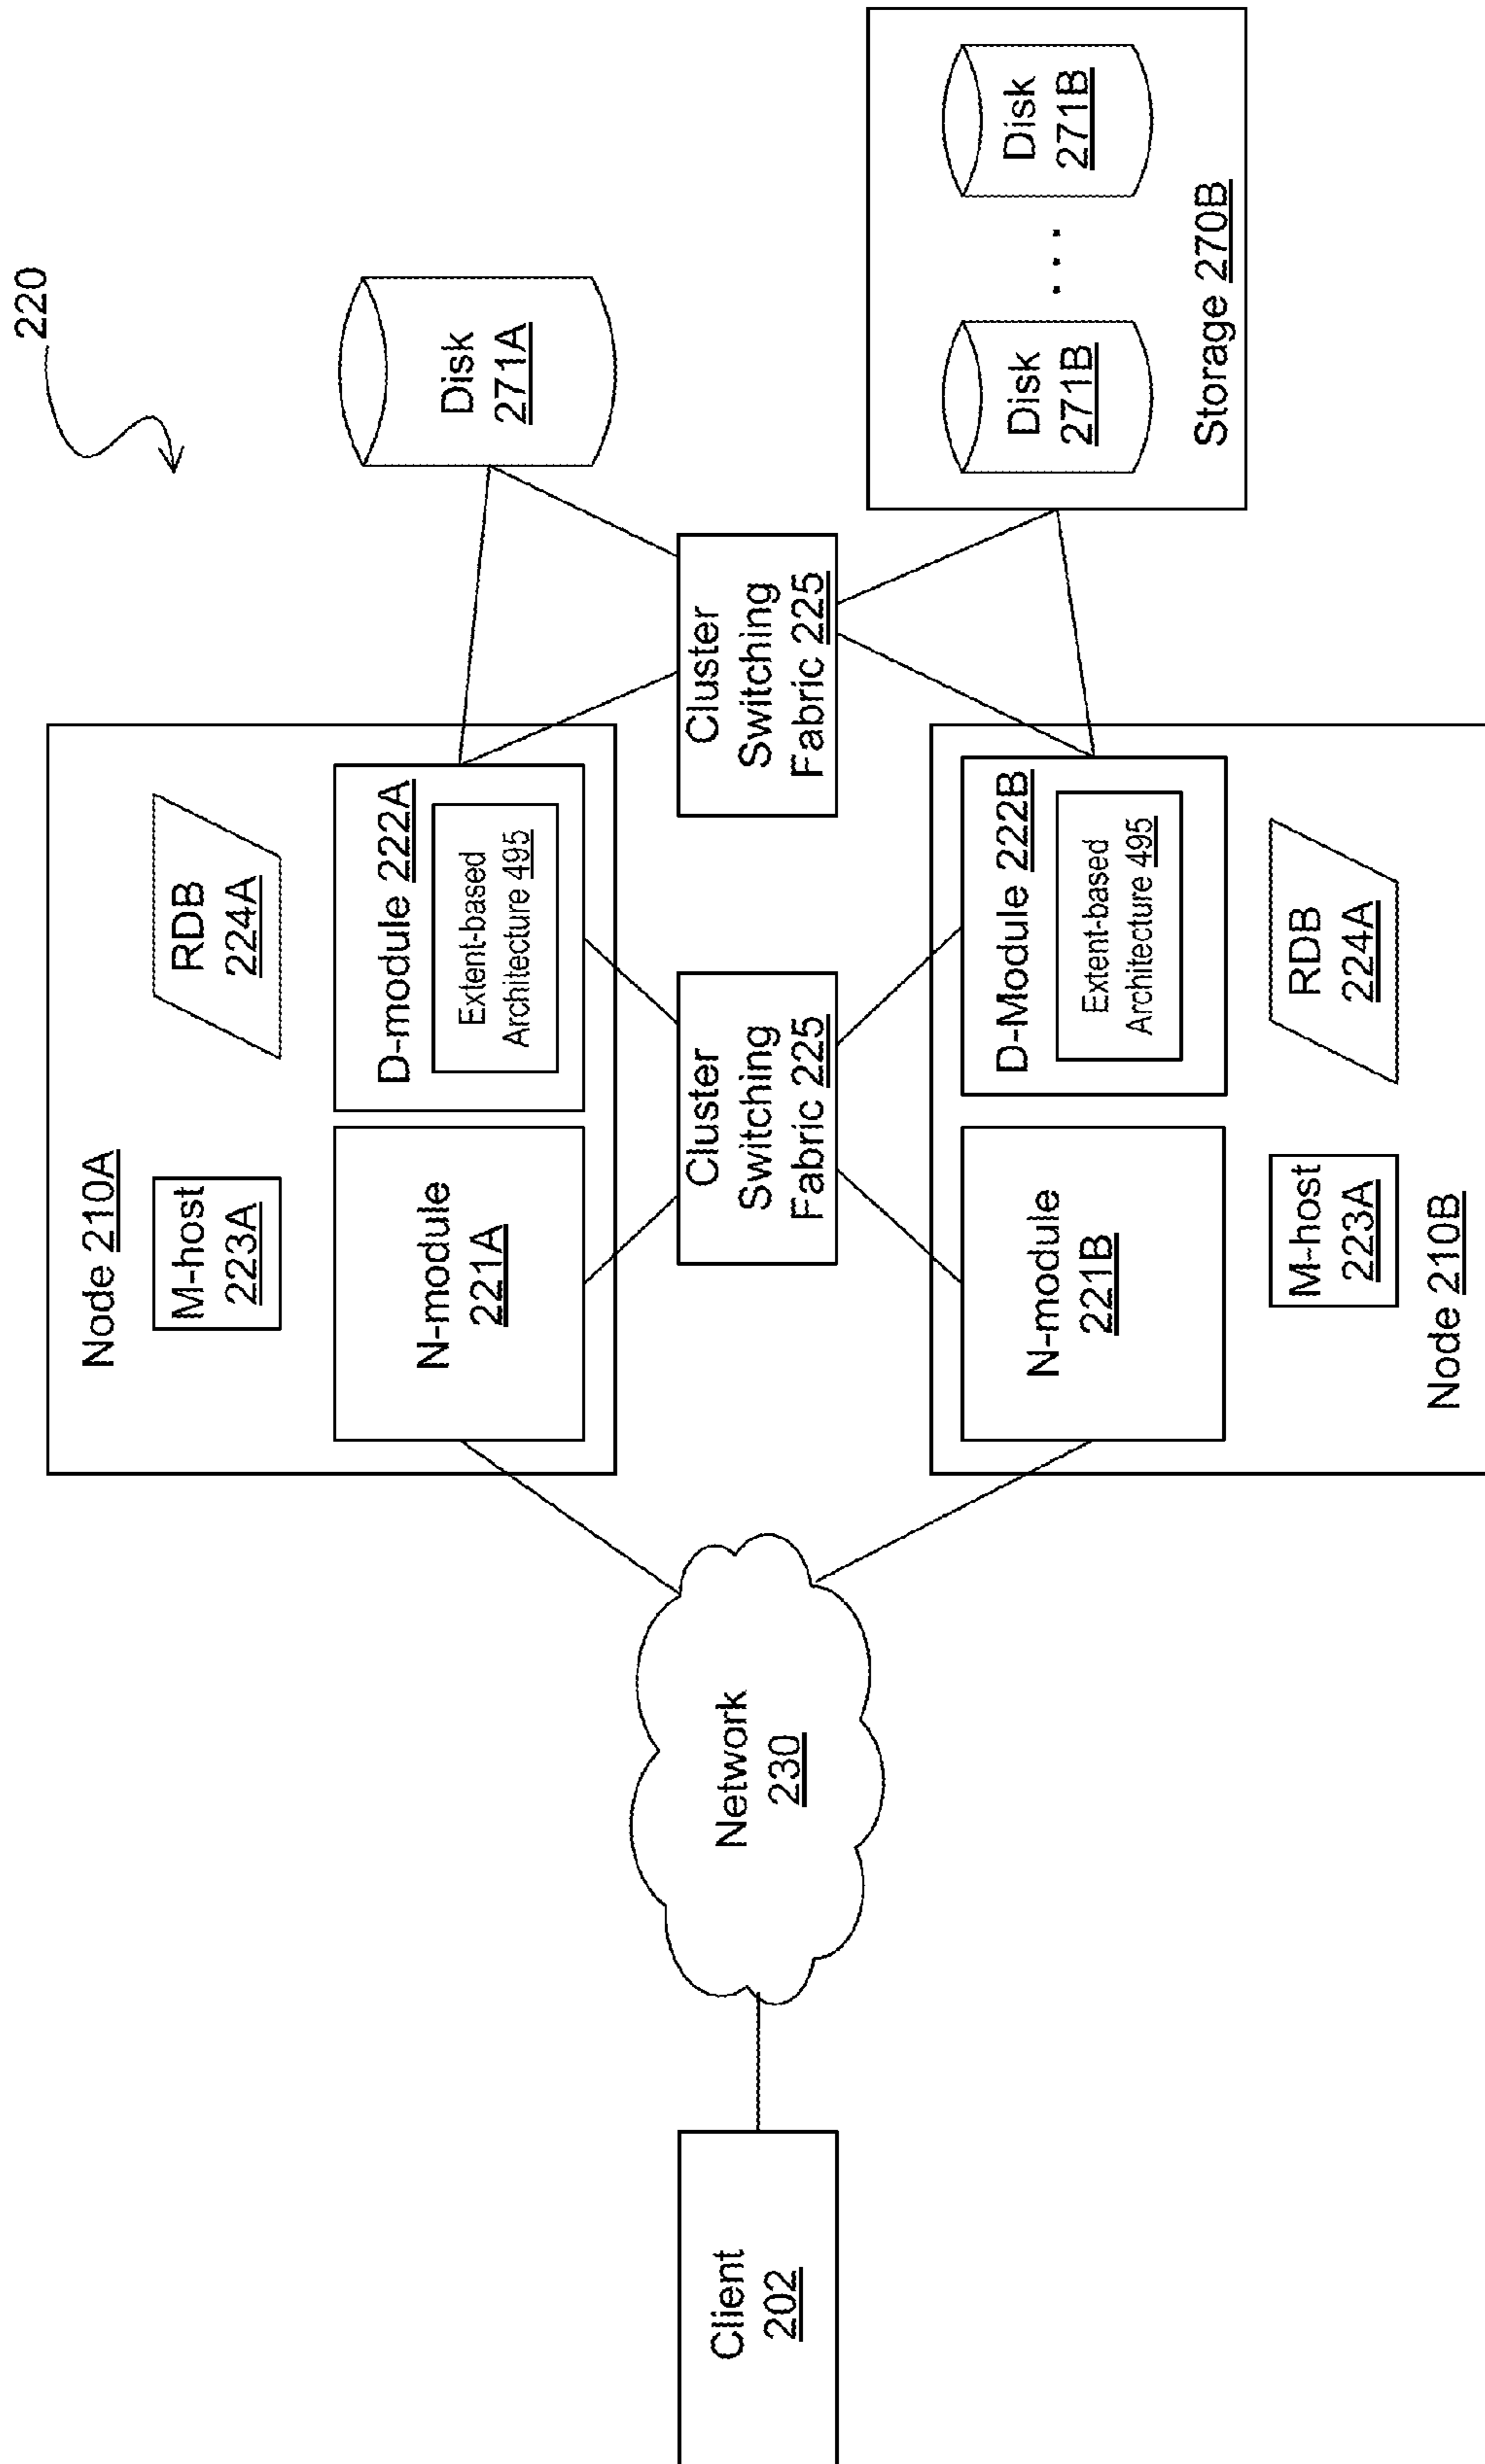 220
Client
202
Network
230
Node 210A
M-host
223A
RDB
224A
N-module
221A
D-module 222A
Extent-based
Architecture 495
Cluster
Switching
Fabric 225
Cluster
Switching
Fabric 225
Disk
271A
N-module
221B
D-Module 222B
Extent-based
Architecture 495
M-host
223A
RDB
224A
Node 210B
Disk
271B
. . .
Disk
271B
Storage 270B